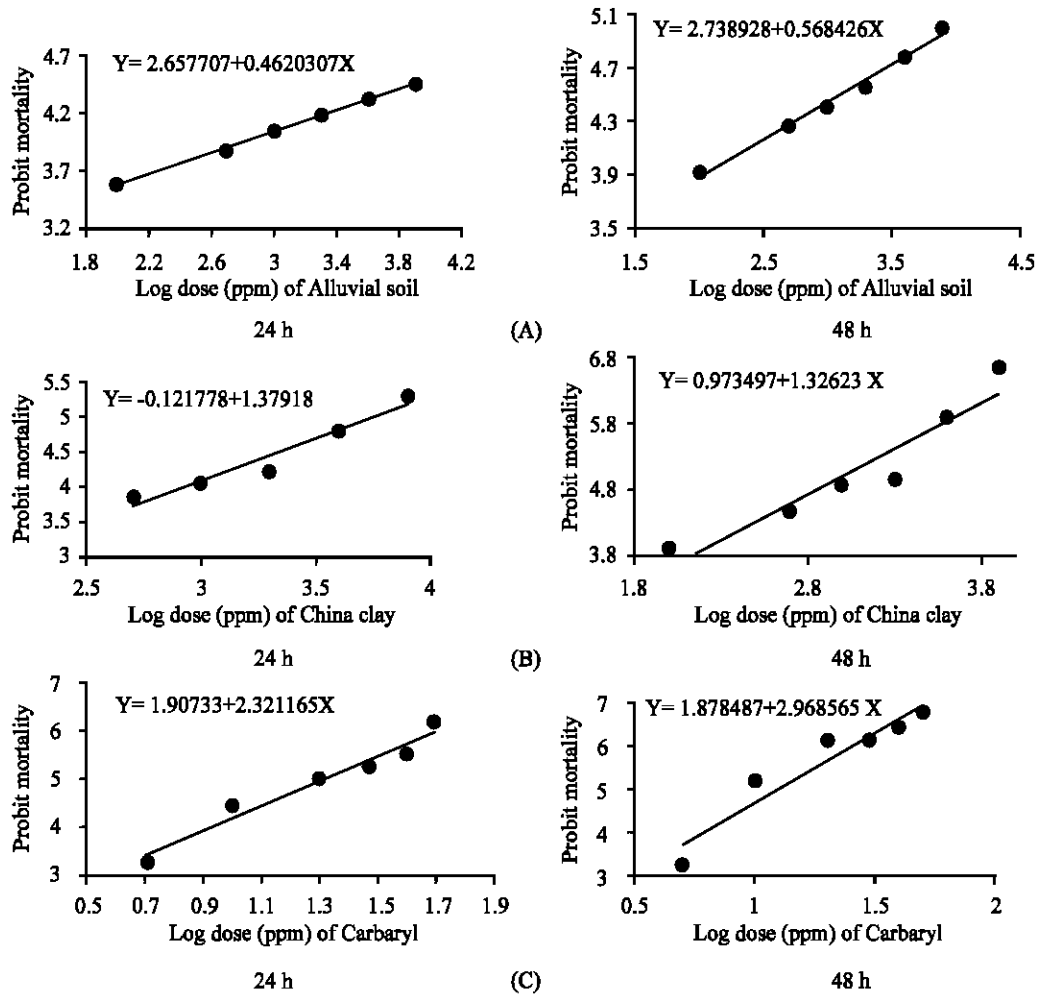 Y= 2.657707+0.4620307X
Probit mortality
4.7
4.2
3.7
3.2
1.8 2.2 2.6 3 3.4 3.8 4.2
Log dose (ppm) of Alluvial soil
24 h
Y= 2.738928+0.568426X
Probit mortality
5.1
4.7
4.3
3.9
3.5
1.5 2.5 3.5 4.5
Log dose (ppm) of Alluvial soil
48 h
(A)
Y= -0.121778+1.37918
Probit mortality
5.5
5
4.5
4
3.5
3
2.5 3 3.5 4
Log dose (ppm) of China clay
24 h
Y= 0.973497+1.32623 X
Probit mortality
6.8
5.8
4.8
3.8
1.8 2.8 3.8
Log dose (ppm) of China clay
48 h
(B)
Y= 1.90733+2.321165X
Probit mortality
7
6
5
4
3
0.5 0.7 0.9 1.1 1.3 1.5 1.7 1.9
Log dose (ppm) of Carbaryl
24 h
Y= 1.878487+2.968565 X
Probit mortality
7
6
5
4
3
0.5 1 1.5 2
Log dose (ppm) of Carbaryl
48 h
(C)